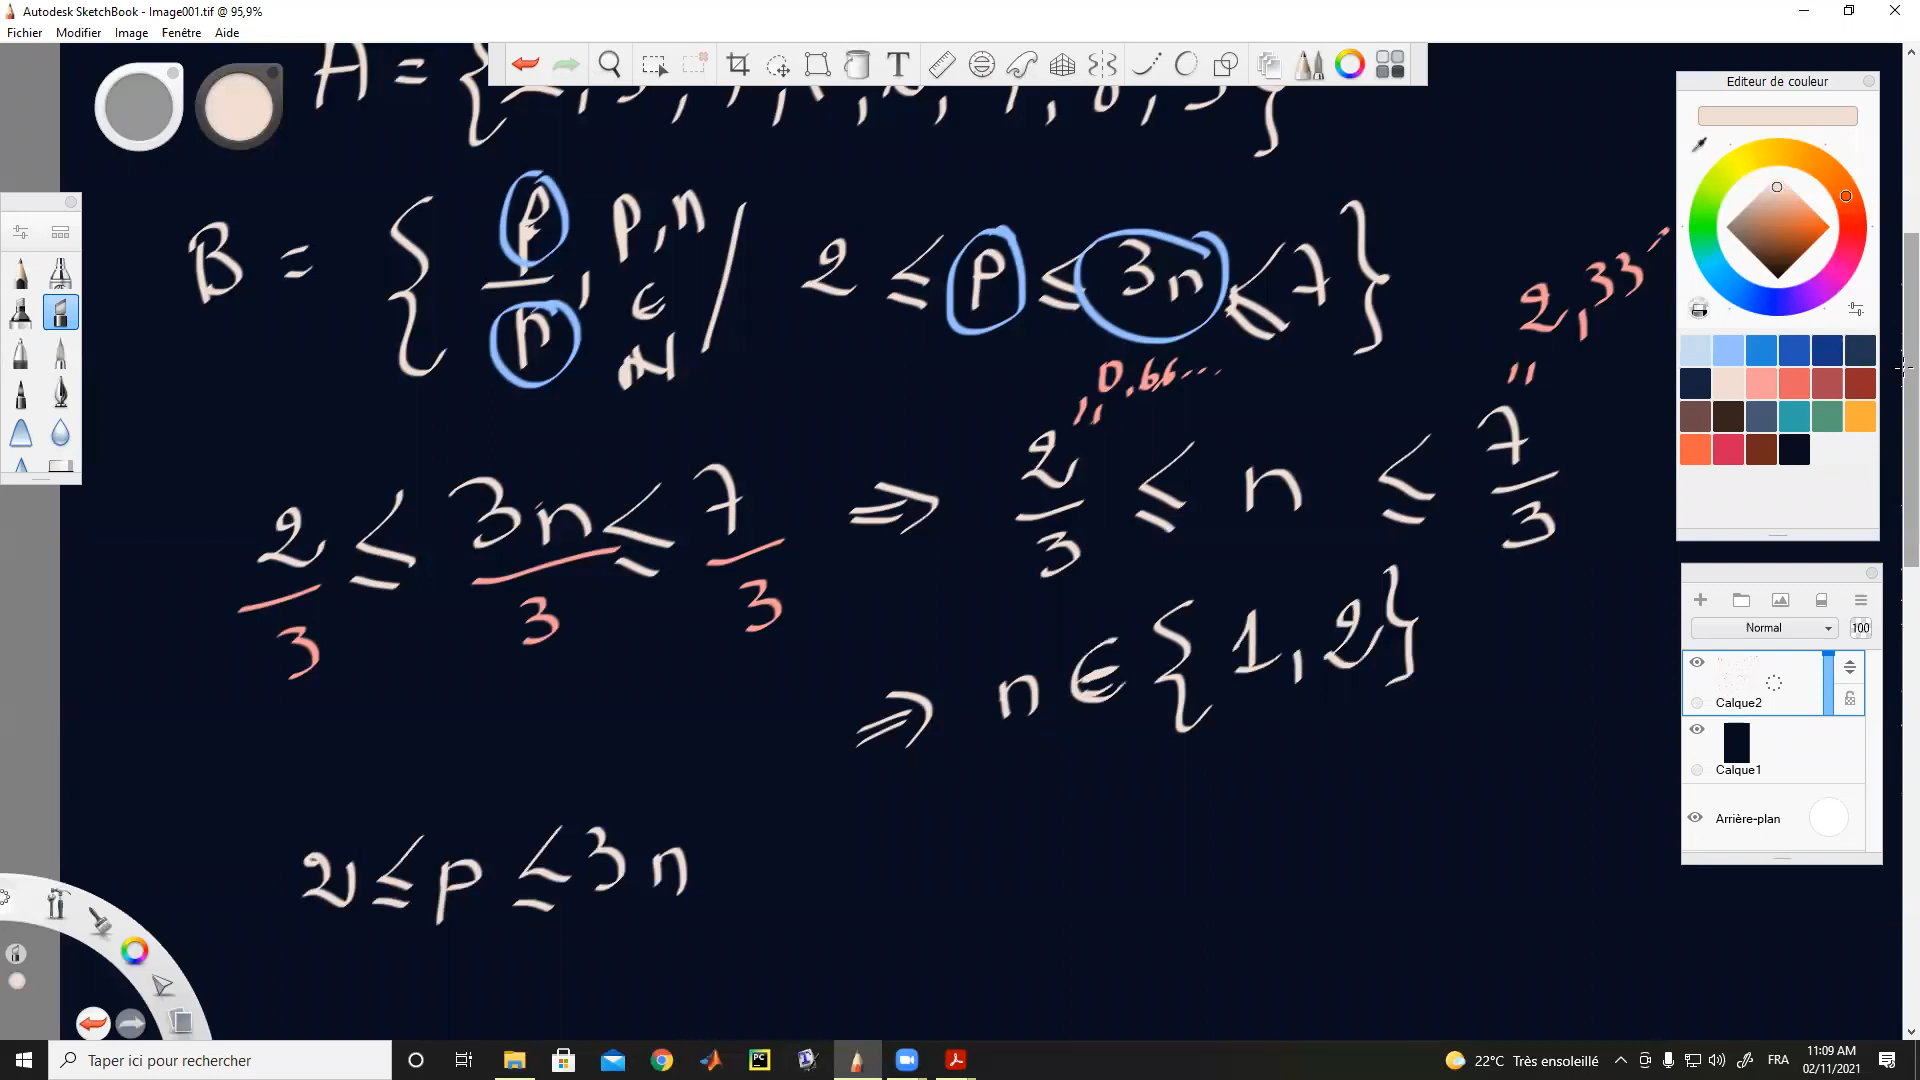 Autodesk SketchBook - Image001.tif @ 95,9%
Fichier Modifier Image Fenêtre Aide
Editeur de couleur
A = {
B = { p/n, p,n ∈ ℕ / 2 ≤ p ≤ 3n ≤ 7 }
2,33...
0,66...
2/3 ≤ 3n/3 ≤ 7/3 ⇒ 2/3 ≤ n ≤ 7/3
⇒ n ∈ {1, 2}
2 ≤ p ≤ 3n
Normal
100
Calque2
Calque1
Arrière-plan
Taper ici pour rechercher
PC
22°C Très ensoleillé
FRA
11:09 AM
02/11/2021